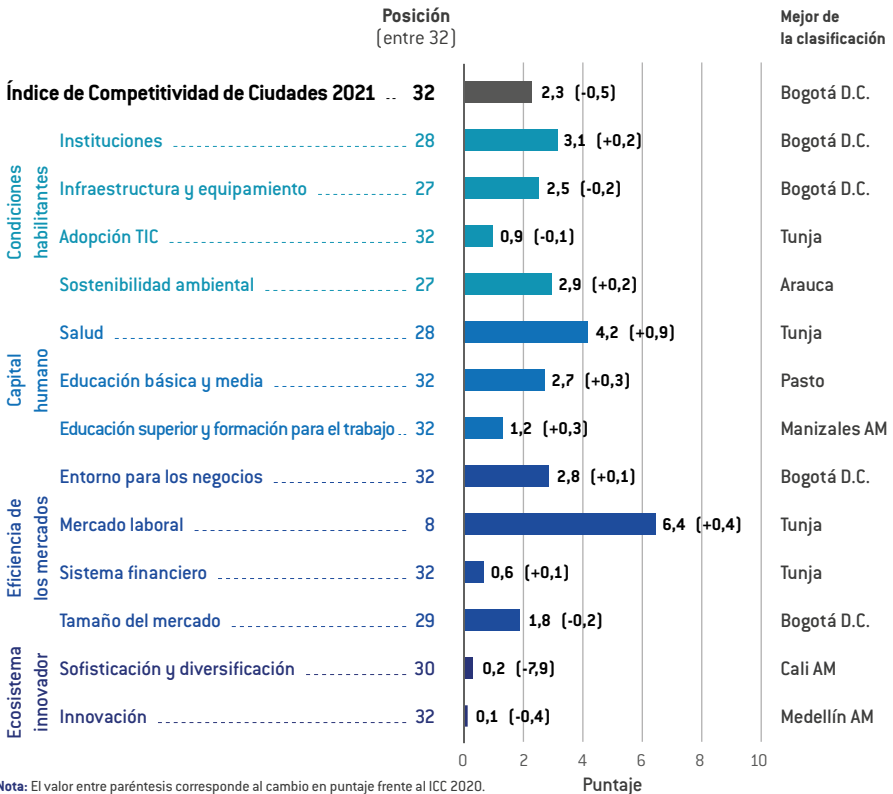 Posición
(entre 32)
Mejor de
la clasificación
Índice de Competitividad de Ciudades 2021 32 2,3 (-0,5) Bogotá D.C.
Condiciones
habilitantes
Instituciones 28 3,1 (+0,2) Bogotá D.C.
Infraestructura y equipamiento 27 2,5 (-0,2) Bogotá D.C.
Adopción TIC 32 0,9 (-0,1) Tunja
Sostenibilidad ambiental 27 2,9 (+0,2) Arauca
Capital
humano
Salud 28 4,2 (+0,9) Tunja
Educación básica y media 32 2,7 (+0,3) Pasto
Educación superior y formación para el trabajo 32 1,2 (+0,3) Manizales AM
Eficiencia de
los mercados
Entorno para los negocios 32 2,8 (+0,1) Bogotá D.C.
Mercado laboral 8 6,4 (+0,4) Tunja
Sistema financiero 32 0,6 (+0,1) Tunja
Tamaño del mercado 29 1,8 (-0,2) Bogotá D.C.
Ecosistema
innovador
Sofisticación y diversificación 30 0,2 (-7,9) Cali AM
Innovación 32 0,1 (-0,4) Medellín AM
0 2 4 6 8 10
Puntaje
Nota: El valor entre paréntesis corresponde al cambio en puntaje frente al ICC 2020.